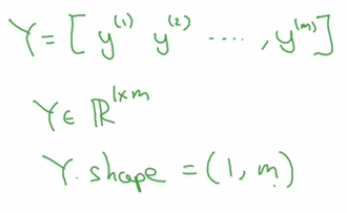 Y = [ y⁽¹⁾ y⁽²⁾ ...., y⁽ᵐ⁾ ]
Y ∈ ℝ¹ˣᵐ
Y. shape = (1, m)